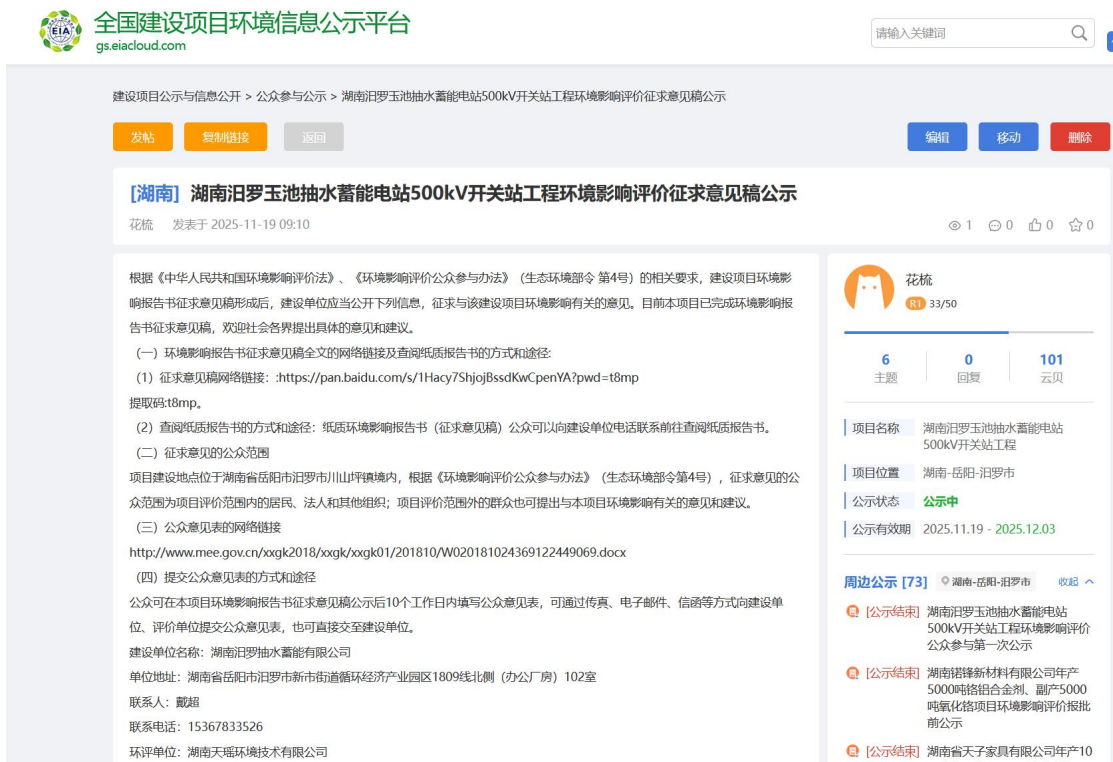 EIA
全国建设项目环境信息公示平台
gs.eiacloud.com
请输入关键词
建设项目公示与信息公开 > 公众参与公示 > 湖南汨罗玉池抽水蓄能电站500kV开关站工程环境影响评价征求意见稿公示
发帖 复制链接 返回 编辑 移动 删除
[湖南] 湖南汨罗玉池抽水蓄能电站500kV开关站工程环境影响评价征求意见稿公示
花梳 发表于 2025-11-19 09:10
1 0 0 0
根据《中华人民共和国环境影响评价法》、《环境影响评价公众参与办法》（生态环境部令 第4号）的相关要求，建设项目环境影
响报告书征求意见稿形成后，建设单位应当公开下列信息，征求与该建设项目环境影响有关的意见。目前本项目已完成环境影响报
告书征求意见稿，欢迎社会各界提出具体的意见和建议。
（一）环境影响报告书征求意见稿全文的网络链接及查阅纸质报告书的方式和途径:
（1）征求意见稿网络链接：:https://pan.baidu.com/s/1Hacy7ShjojBssdKwCpenYA?pwd=t8mp
提取码:t8mp。
（2）查阅纸质报告书的方式和途径：纸质环境影响报告书（征求意见稿）公众可以向建设单位电话联系前往查阅纸质报告书。
（二）征求意见的公众范围
项目建设地点位于湖南省岳阳市汨罗市川山坪镇境内，根据《环境影响评价公众参与办法》（生态环境部令第4号），征求意见的公
众范围为项目评价范围内的居民、法人和其他组织；项目评价范围外的群众也可提出与本项目环境影响有关的意见和建议。
（三）公众意见表的网络链接
http://www.mee.gov.cn/xxgk2018/xxgk/xxgk01/201810/W020181024369122449069.docx
（四）提交公众意见表的方式和途径
公众可在本项目环境影响报告书征求意见稿公示后10个工作日内填写公众意见表，可通过传真、电子邮件、信函等方式向建设单
位、评价单位提交公众意见表，也可直接交至建设单位。
建设单位名称：湖南汨罗抽水蓄能有限公司
单位地址：湖南省岳阳市汨罗市新市街道循环经济产业园区1809线北侧（办公厂房）102室
联系人：戴超
联系电话：15367833526
环评单位：湖南天瑶环境技术有限公司
花梳
R1 33/50
6 0 101
主题 回复 云贝
项目名称 湖南汨罗玉池抽水蓄能电站
500kV开关站工程
项目位置 湖南-岳阳-汨罗市
公示状态 公示中
公示有效期 2025.11.19 - 2025.12.03
周边公示 [73] 湖南-岳阳-汨罗市 收起
[公示结束] 湖南汨罗玉池抽水蓄能电站
500kV开关站工程环境影响评价
公众参与第一次公示
[公示结束] 湖南锘锋新材料有限公司年产
5000吨铬铝合金剂、副产5000
吨氧化铬项目环境影响评价报批
前公示
[公示结束] 湖南省天子家具有限公司年产10